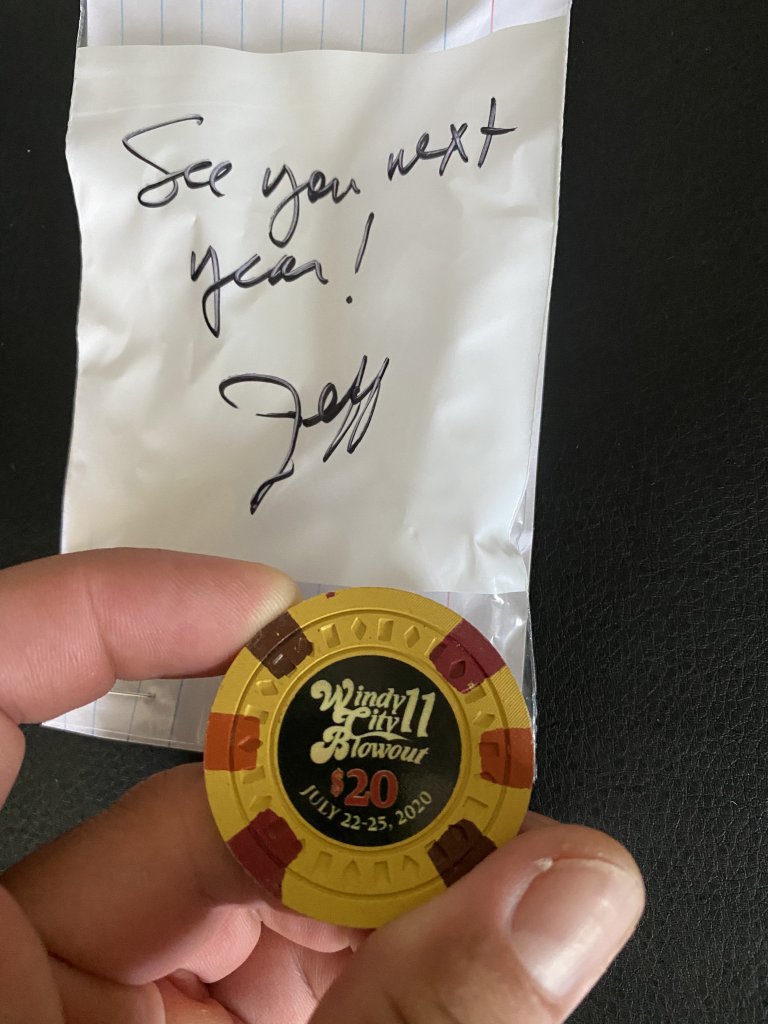 See you next
year!
Jeff
Windy 11
City
Blowout
$20
JULY 22-25, 2020